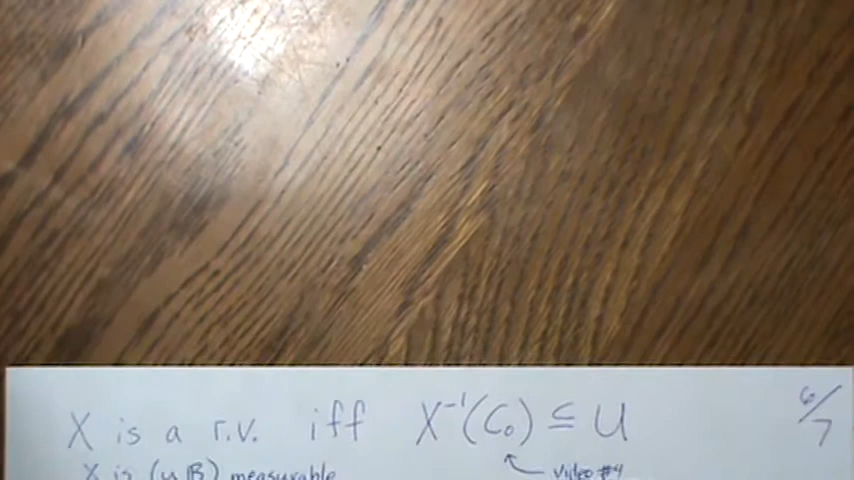 X is a r.v. iff X⁻¹(C₀) ⊆ U
6/7
X is (U,B) measurable
Video #4